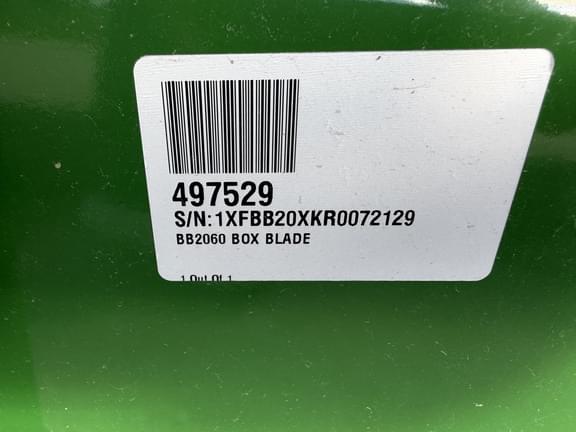 497529
S/N:1XFBB20XKR0072129
BB2060 BOX BLADE
1 Out Of 1